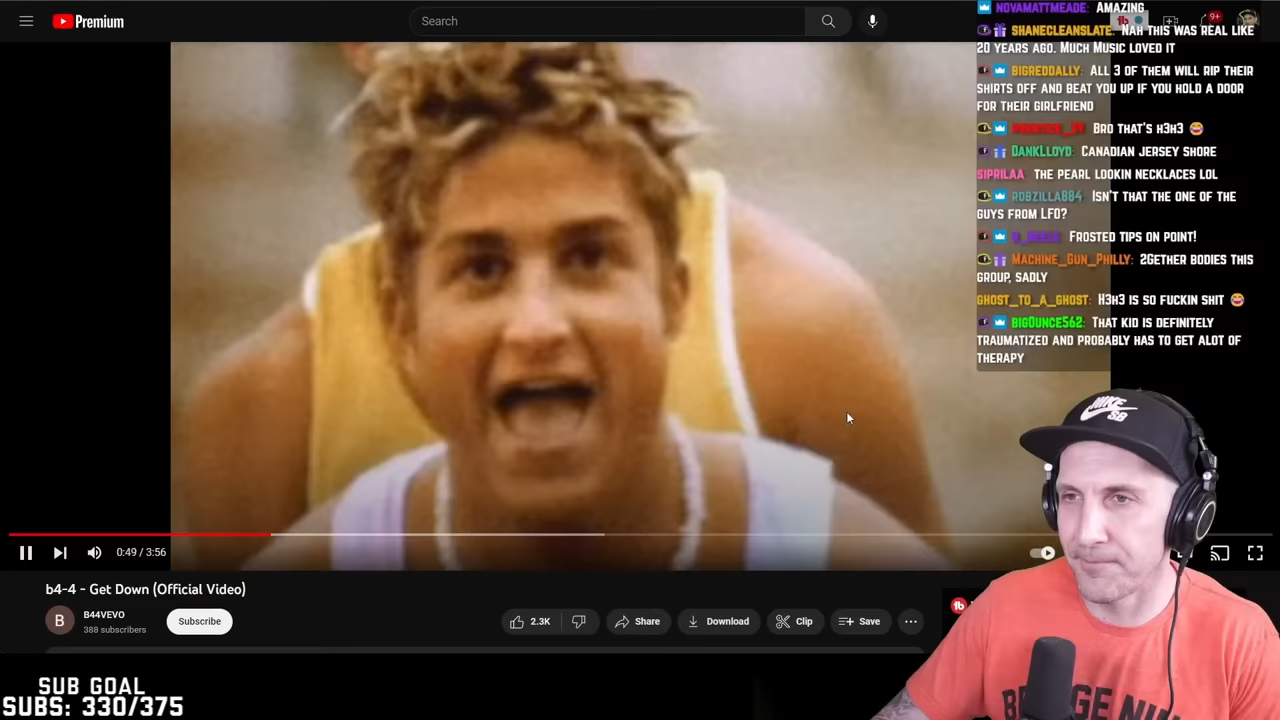 Premium
Search
9+
NOVAMATTMEADE: AMAZING
SHANECLEANSLATE: NAH THIS WAS REAL LIKE
20 YEARS AGO. MUCH MUSIC LOVED IT
BIGREDDALLY: ALL 3 OF THEM WILL RIP THEIR
SHIRTS OFF AND BEAT YOU UP IF YOU HOLD A DOOR
FOR THEIR GIRLFRIEND
BRO THAT'S H3H3 😂
DANKLLOYD: CANADIAN JERSEY SHORE
SIPRILAA: THE PEARL LOOKIN NECKLACES LOL
ROBZILLA884: ISN'T THAT THE ONE OF THE
GUYS FROM LFO?
FROSTED TIPS ON POINT!
MACHINE_GUN_PHILLY: 2GETHER BODIES THIS
GROUP, SADLY
GHOST_TO_A_GHOST: H3H3 IS SO FUCKIN SHIT 😂
BIGOUNCE562: THAT KID IS DEFINITELY
TRAUMATIZED AND PROBABLY HAS TO GET ALOT OF
THERAPY
NIKE
SB
0:49 / 3:56
b4-4 - Get Down (Official Video)
B
B44VEVO
388 subscribers
Subscribe
2.3K
Share
Download
Clip
Save
SUB GOAL
SUBS: 330/375